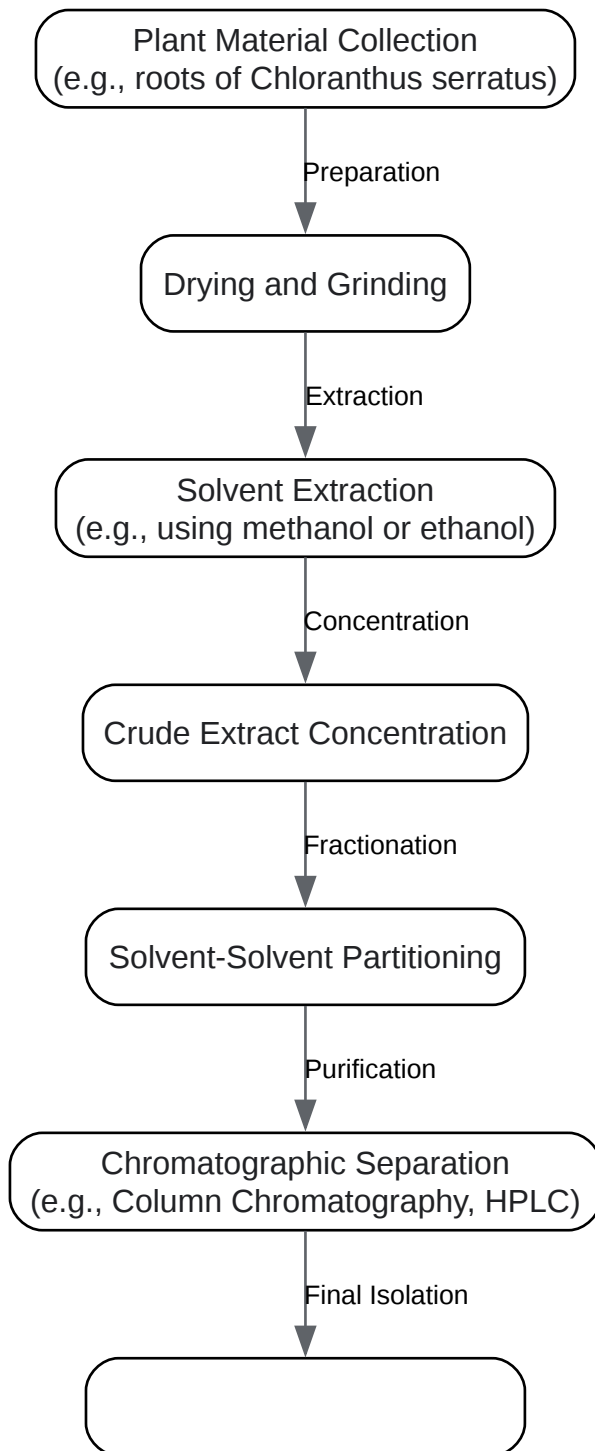 Plant Material Collection
(e.g., roots of Chloranthus serratus)
Preparation
Drying and Grinding
Extraction
Solvent Extraction
(e.g., using methanol or ethanol)
Concentration
Crude Extract Concentration
Fractionation
Solvent-Solvent Partitioning
Purification
Chromatographic Separation
(e.g., Column Chromatography, HPLC)
Final Isolation